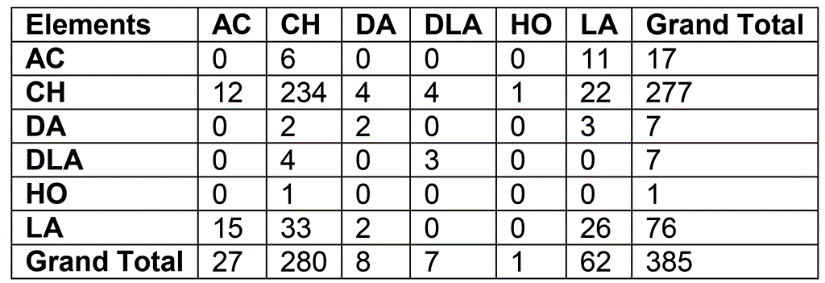 Elements AC CH DA DLA HO LA Grand Total
AC 0 6 0 0 0 11 17
CH 12 234 4 4 1 22 277
DA 0 2 2 0 0 3 7
DLA 0 4 0 3 0 0 7
HO 0 1 0 0 0 0 1
LA 15 33 2 0 0 26 76
Grand Total 27 280 8 7 1 62 385